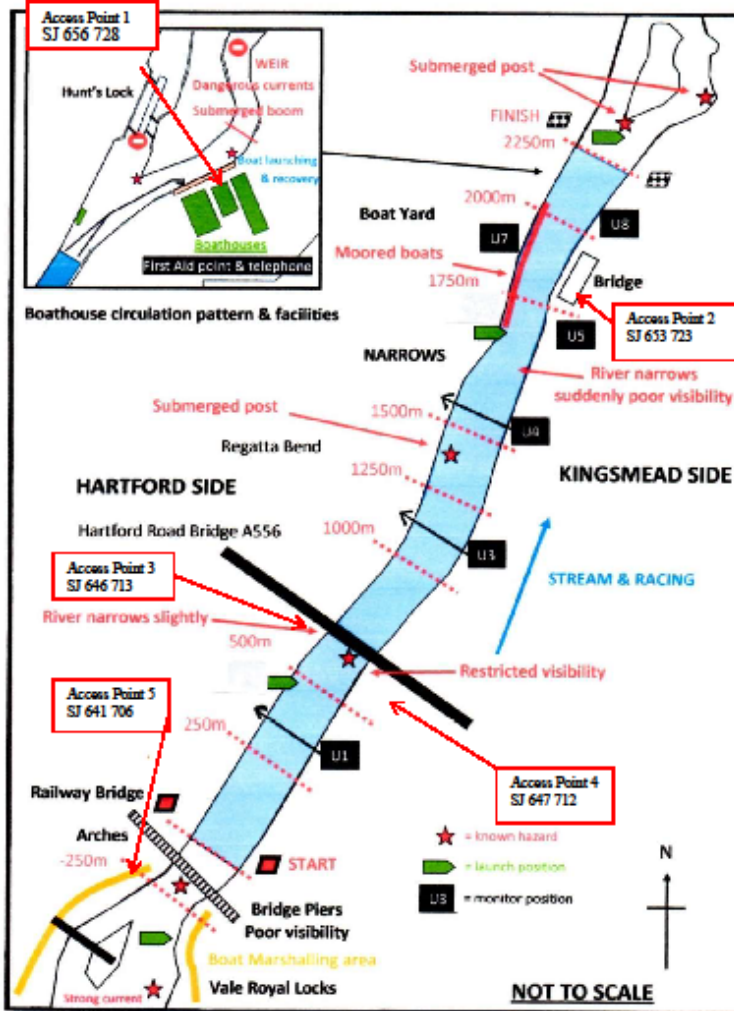 Access Point 1
SJ 656 728
WEIR
Dangerous currents
Submerged boom
Hunt's Lock
Boat launching
& recovery
Boathouses
First Aid point & telephone
Boathouse circulation pattern & facilities
Submerged post
FINISH
2250m
2000m
Boat Yard
U7
U8
Moored boats
1750m
Bridge
Access Point 2
SJ 653 723
U5
NARROWS
River narrows
suddenly poor visibility
Submerged post
1500m
U4
Regatta Bend
1250m
KINGSMEAD SIDE
HARTFORD SIDE
1000m
Hartford Road Bridge A556
U3
Access Point 3
SJ 646 713
STREAM & RACING
River narrows slightly
500m
Restricted visibility
Access Point 5
SJ 641 706
250m
U1
Access Point 4
SJ 647 712
Railway Bridge
Arches
-250m
START
= known hazard
= launch position
U3 = monitor position
N
Bridge Piers
Poor visibility
Boat Marshalling area
Strong current
Vale Royal Locks
NOT TO SCALE